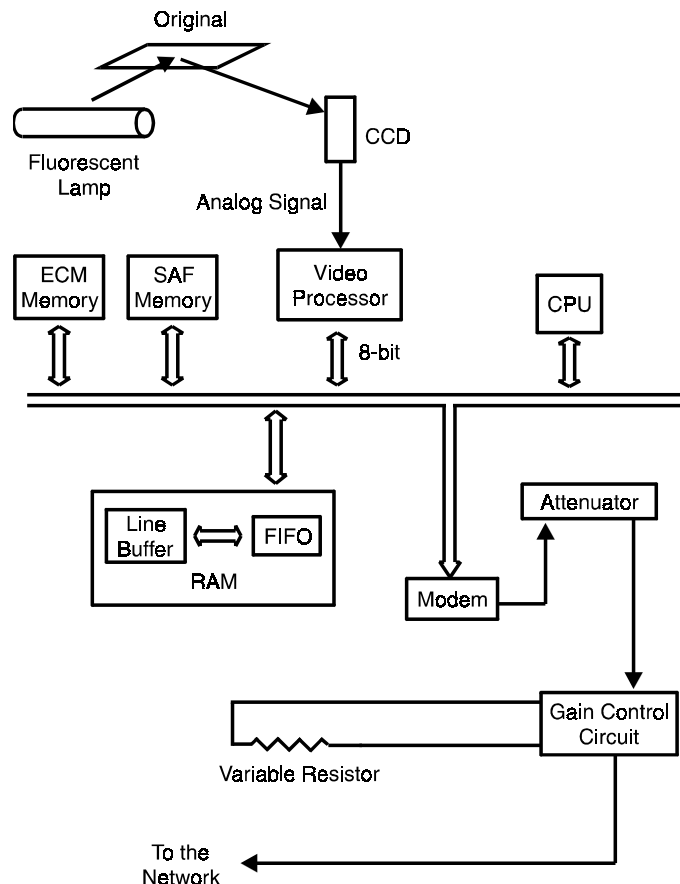 Original
Fluorescent
Lamp
CCD
Analog Signal
ECM
Memory
SAF
Memory
Video
Processor
CPU
8-bit
Line
Buffer
FIFO
RAM
Attenuator
Modem
Gain Control
Circuit
Variable Resistor
To the
Network